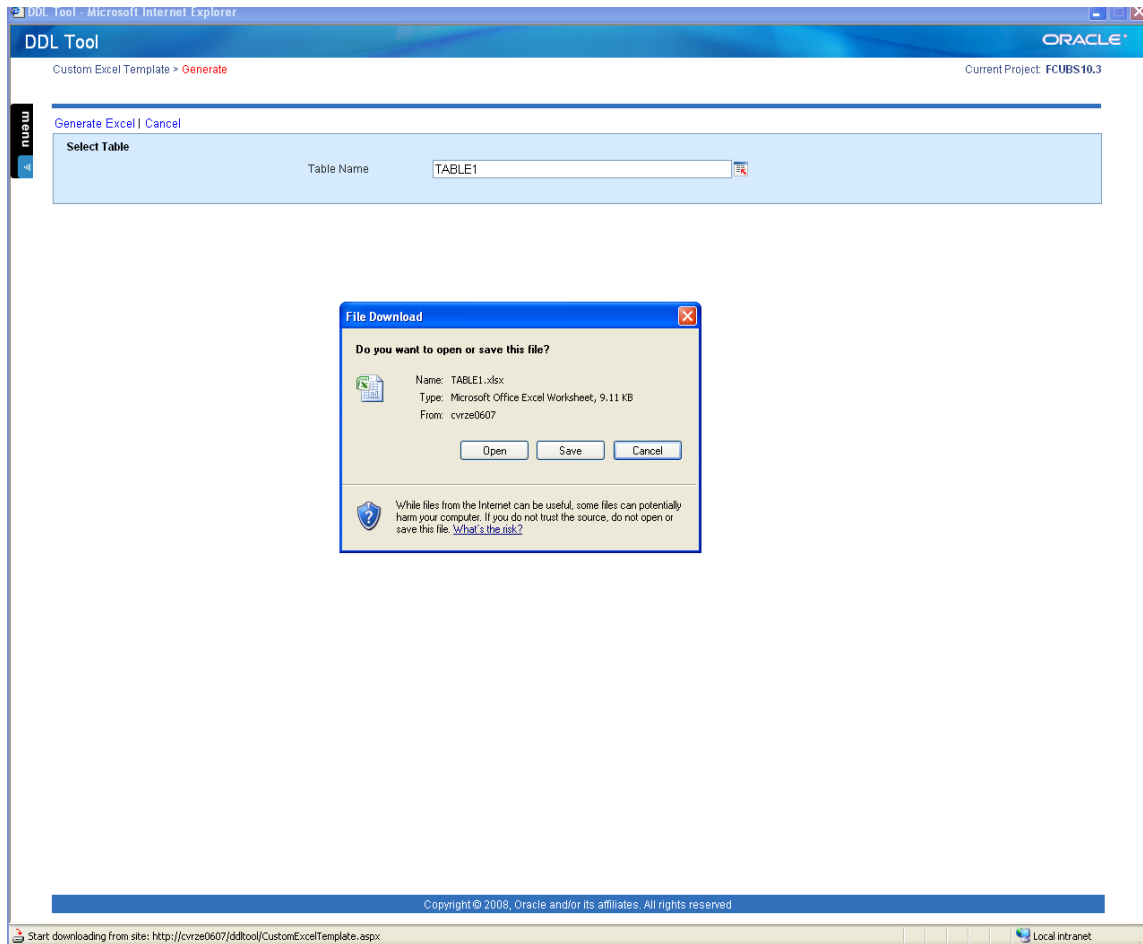 DDL Tool - Microsoft Internet Explorer
DDL Tool
ORACLE
Custom Excel Template > Generate
Current Project: FCUBS10.3
menu
Generate Excel | Cancel
Select Table
Table Name TABLE1
File Download
Do you want to open or save this file?
Name: TABLE1.xlsx
Type: Microsoft Office Excel Worksheet, 9.11 KB
From: cvrze0607
Open Save Cancel
While files from the Internet can be useful, some files can potentially
harm your computer. If you do not trust the source, do not open or
save this file. What's the risk?
Copyright © 2008, Oracle and/or its affiliates. All rights reserved
Start downloading from site: http://cvrze0607/ddltool/CustomExcelTemplate.aspx
Local intranet